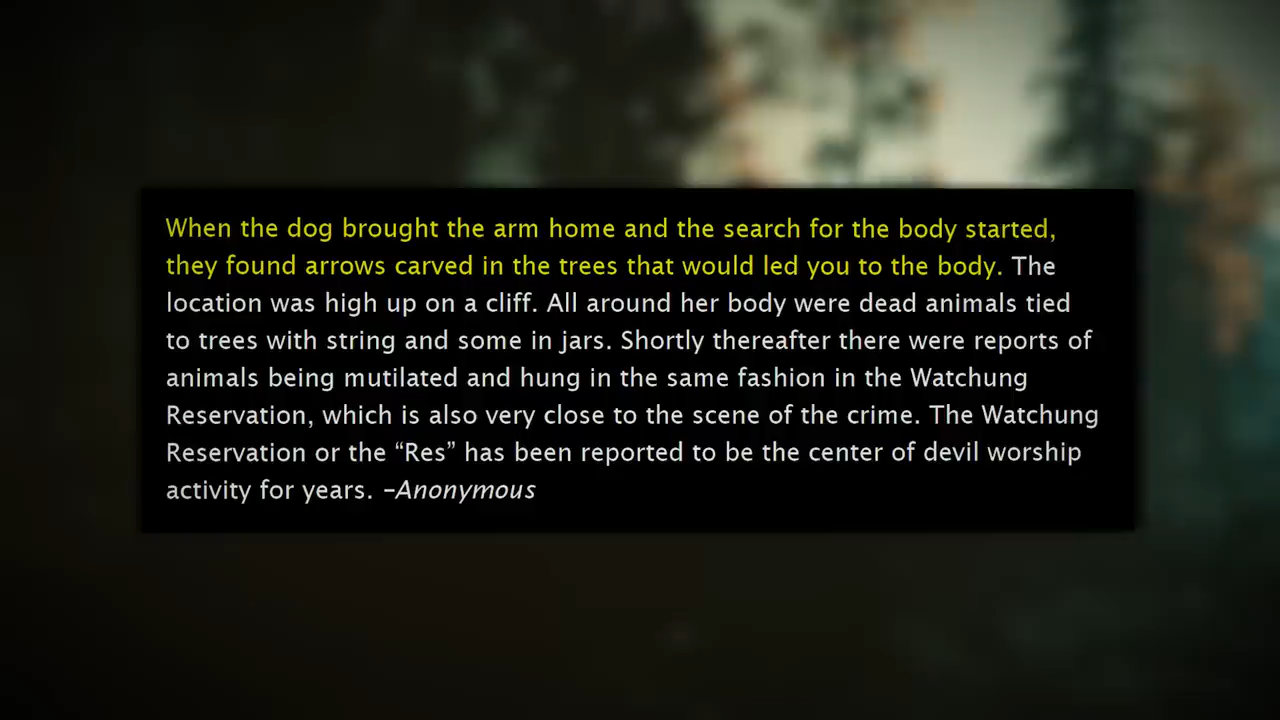 When the dog brought the arm home and the search for the body started,
they found arrows carved in the trees that would led you to the body. The
location was high up on a cliff. All around her body were dead animals tied
to trees with string and some in jars. Shortly thereafter there were reports of
animals being mutilated and hung in the same fashion in the Watchung
Reservation, which is also very close to the scene of the crime. The Watchung
Reservation or the “Res” has been reported to be the center of devil worship
activity for years. –Anonymous